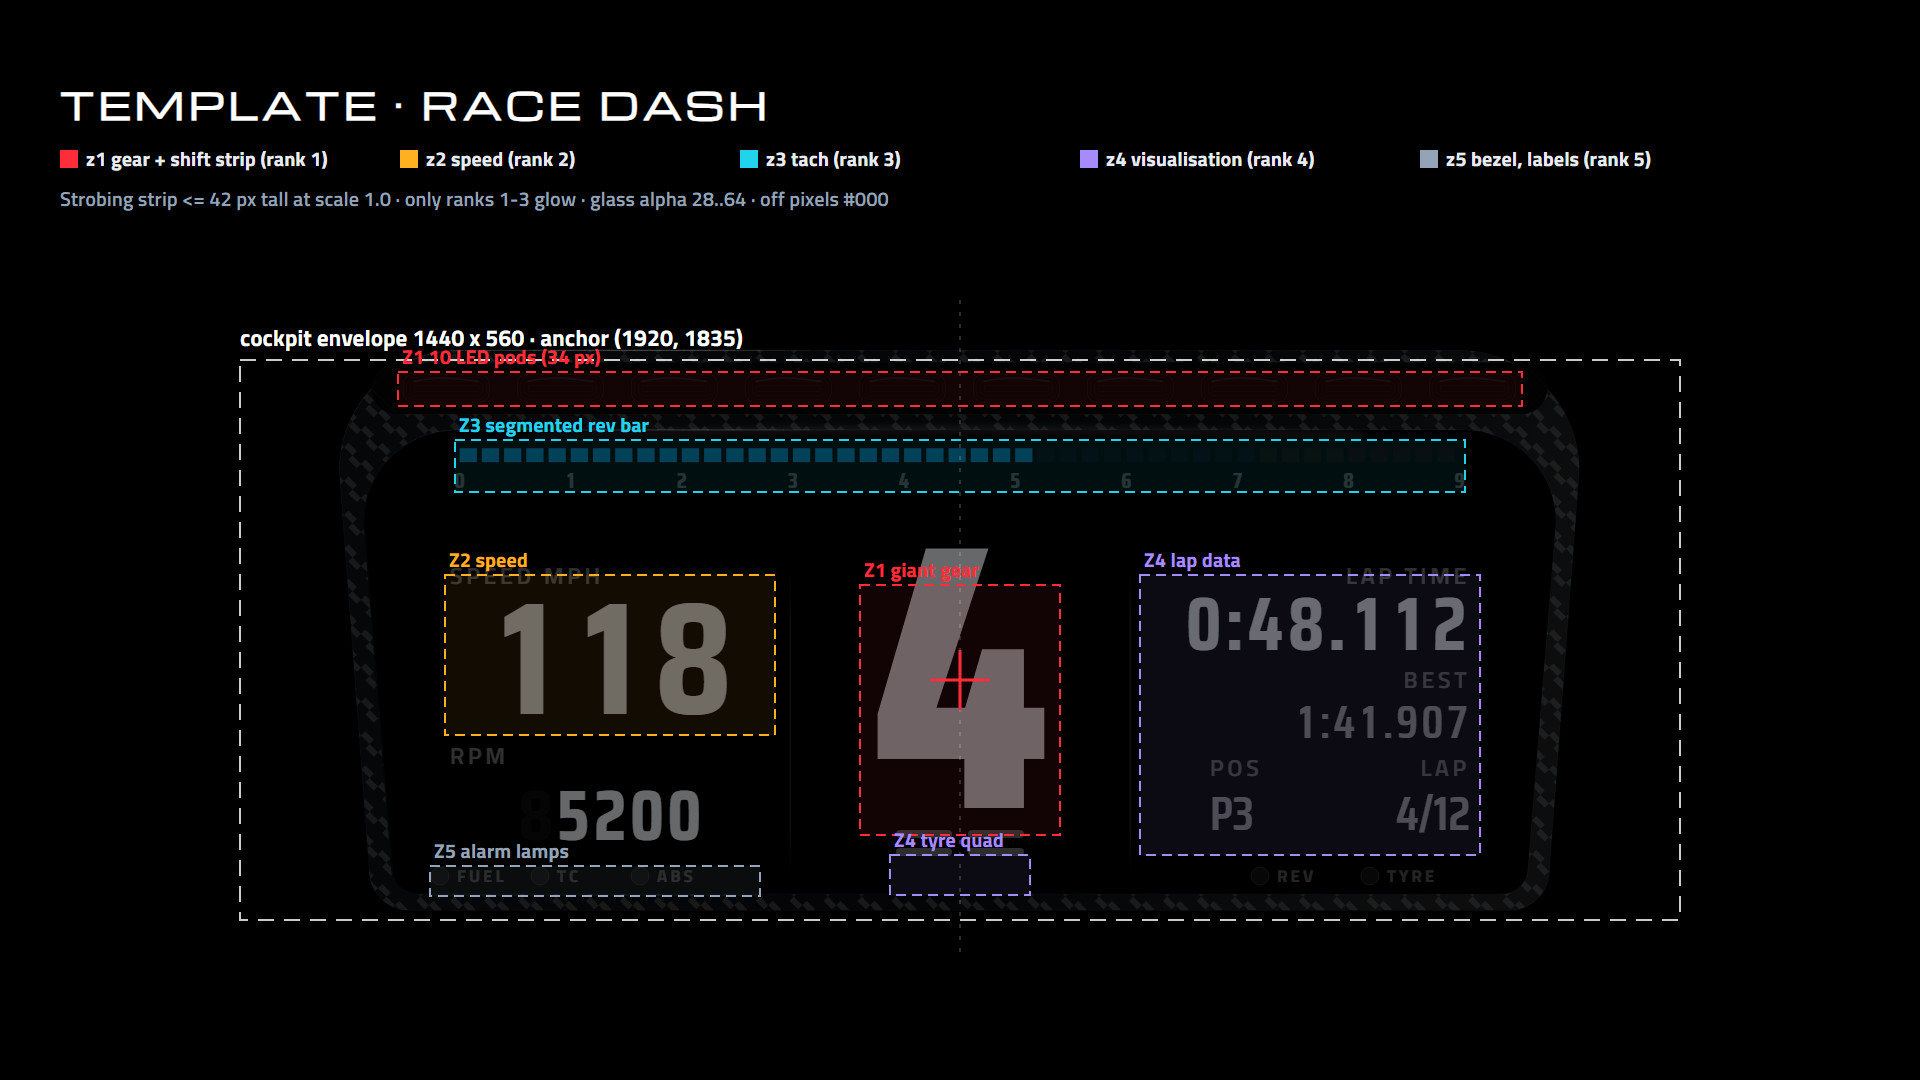 TEMPLATE · RACE DASH
z1 gear + shift strip (rank 1)
z2 speed (rank 2)
z3 tach (rank 3)
z4 visualisation (rank 4)
z5 bezel, labels (rank 5)
Strobing strip <= 42 px tall at scale 1.0 · only ranks 1-3 glow · glass alpha 28..64 · off pixels #000
cockpit envelope 1440 x 560 · anchor (1920, 1835)
Z1 10 LED pods (34 px)
Z3 segmented rev bar
0 1 2 3 4 5 6 7 8 9
Z2 speed
SPEED MPH
118
RPM
5200
Z5 alarm lamps
FUEL TC ABS
Z1 giant gear
4
Z4 tyre quad
Z4 lap data
LAP TIME
0:48.112
BEST
1:41.907
POS LAP
P3 4/12
REV TYRE